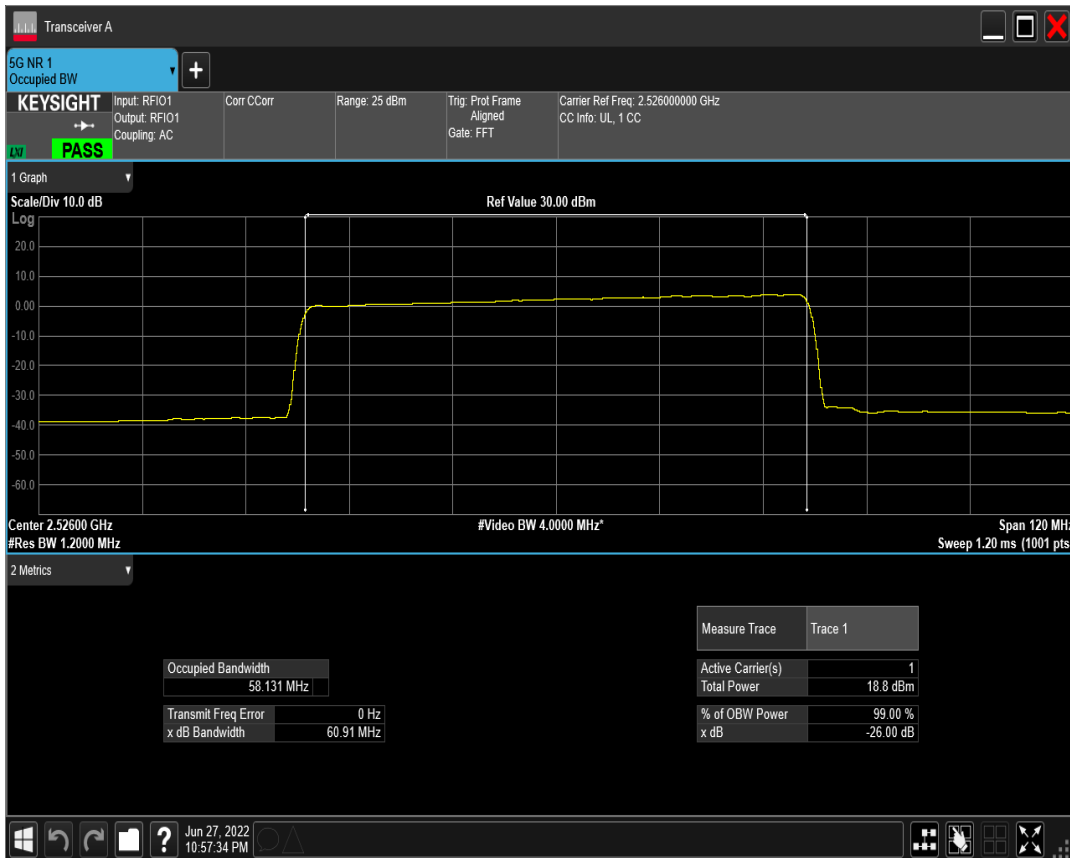 Transceiver A
5G NR 1
Occupied BW
KEYSIGHT
Input: RFIO1
Output: RFIO1
Coupling: AC
Corr CCorr
Range: 25 dBm
Trig: Prot Frame
Aligned
Gate: FFT
Carrier Ref Freq: 2.526000000 GHz
CC Info: UL, 1 CC
LXI
PASS
1 Graph
Scale/Div 10.0 dB
Ref Value 30.00 dBm
Log
20.0
10.0
0.00
-10.0
-20.0
-30.0
-40.0
-50.0
-60.0
Center 2.52600 GHz
#Video BW 4.0000 MHz*
Span 120 MHz
#Res BW 1.2000 MHz
Sweep 1.20 ms (1001 pts
2 Metrics
Measure Trace
Trace 1
Occupied Bandwidth
58.131 MHz
Active Carrier(s)
1
Total Power
18.8 dBm
Transmit Freq Error
0 Hz
x dB Bandwidth
60.91 MHz
% of OBW Power
99.00 %
x dB
-26.00 dB
?
Jun 27, 2022
10:57:34 PM